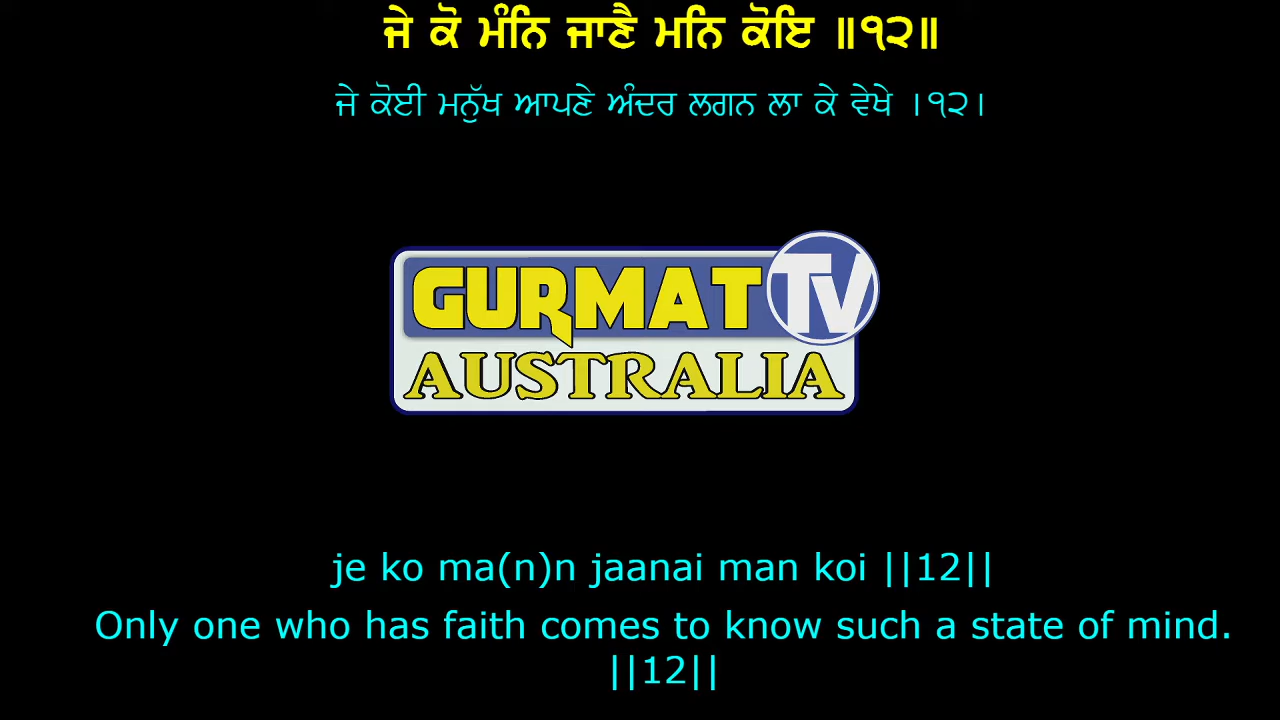 ਜੇ ਕੋ ਮੰਨਿ ਜਾਣੈ ਮਨਿ ਕੋਇ ॥੧੨॥
ਜੇ ਕੋਈ ਮਨੁੱਖ ਆਪਣੇ ਅੰਦਰ ਲਗਨ ਲਾ ਕੇ ਵੇਖੇ ।੧੨।
GURMAT TV
AUSTRALIA
je ko ma(n)n jaanai man koi ||12||
Only one who has faith comes to know such a state of mind.
||12||